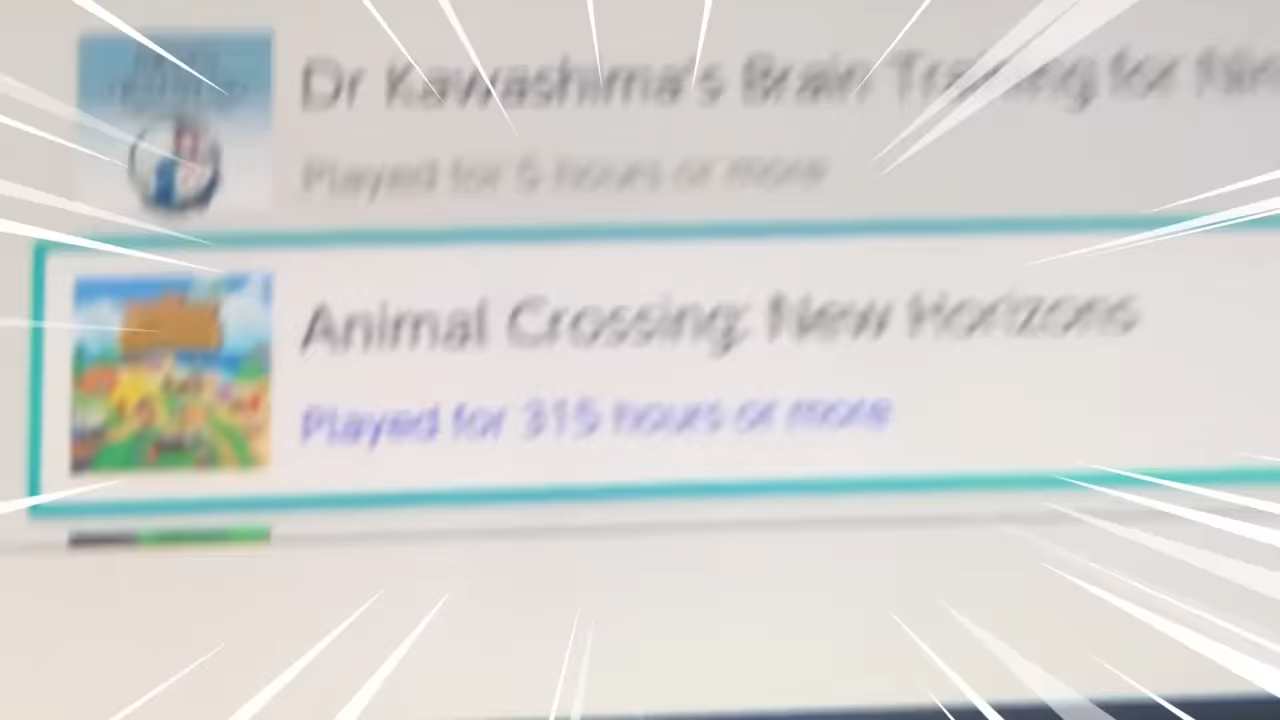 Dr Kawashima's Brain Training for Nin
Played for 5 hours or more
Animal Crossing: New Horizons
Played for 315 hours or more